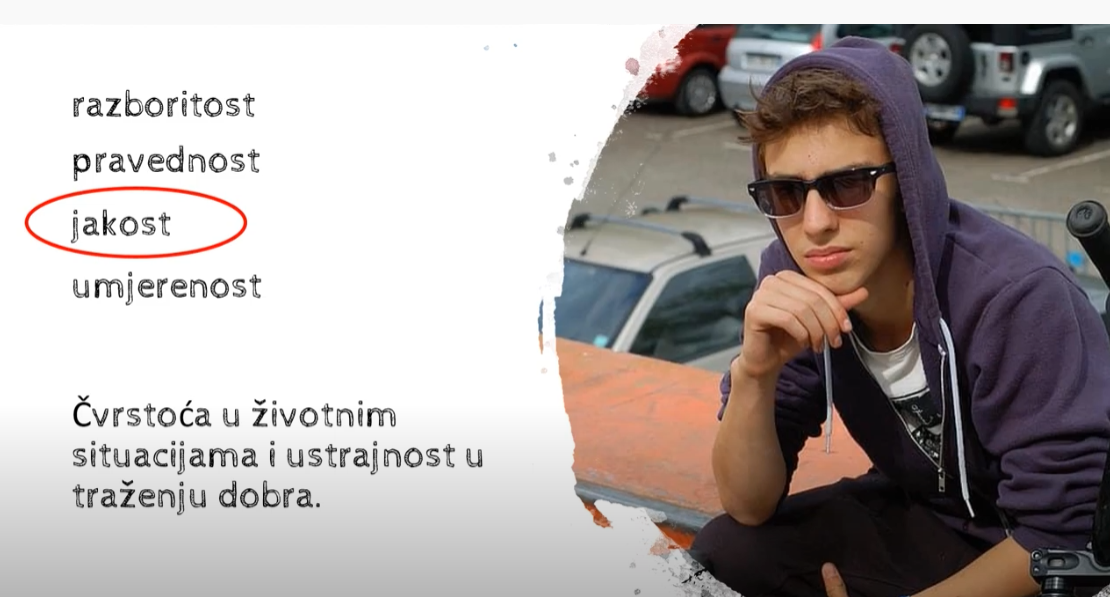 razboritost
pravednost
jakost
umjerenost
Čvrstoća u životnim
situacijama i ustrajnost u
traženju dobra.